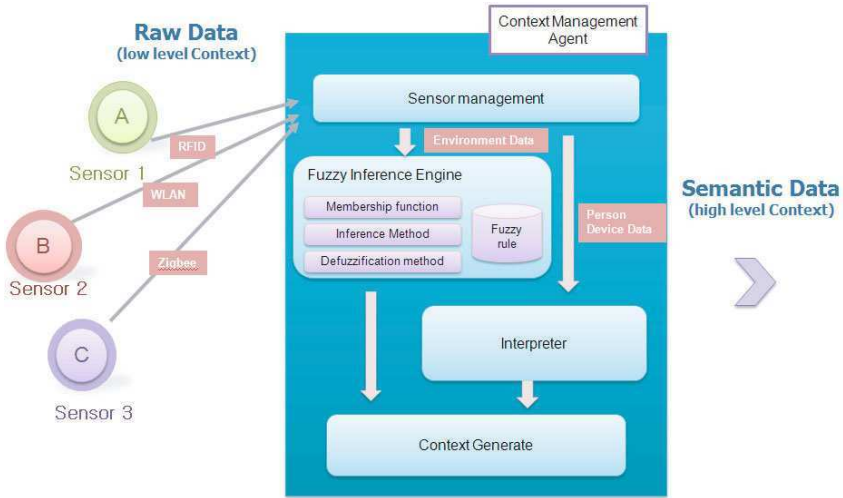 Raw Data
(low level Context)
Context Management
Agent
A
Sensor 1
RFID
WLAN
B
Sensor 2
Zigbee
C
Sensor 3
Sensor management
Environment Data
Fuzzy Inference Engine
Membership function
Inference Method
Defuzzification method
Fuzzy
rule
Person
Device Data
Interpreter
Context Generate
Semantic Data
(high level Context)